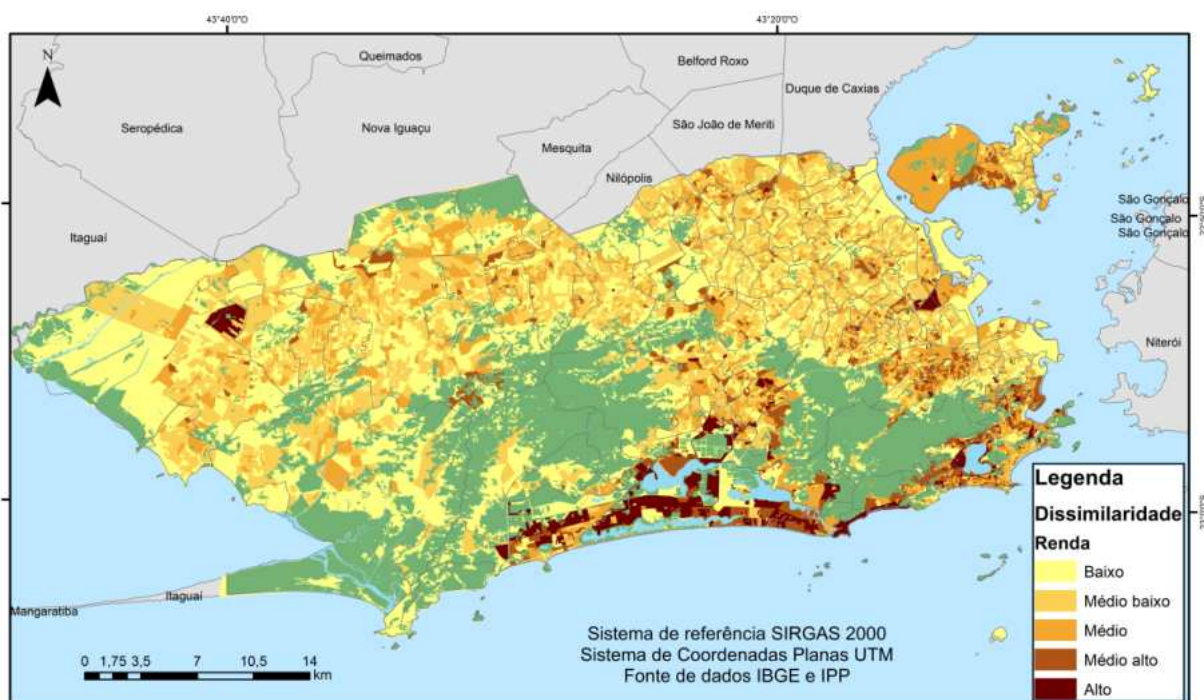 43°40'0"O
43°20'0"O
N
Queimados
Belford Roxo
Duque de Caxias
Seropédica
Nova Iguaçu
São João de Meriti
Mesquita
Nilópolis
São Gonçalo
São Gonçalo
São Gonçalo
Itaguaí
Niterói
Mangaratiba
Itaguaí
Legenda
Dissimilaridade
Renda
Baixo
Médio baixo
Médio
Médio alto
Alto
Sistema de referência SIRGAS 2000
Sistema de Coordenadas Planas UTM
Fonte de dados IBGE e IPP
0 1,75 3,5 7 10,5 14
km